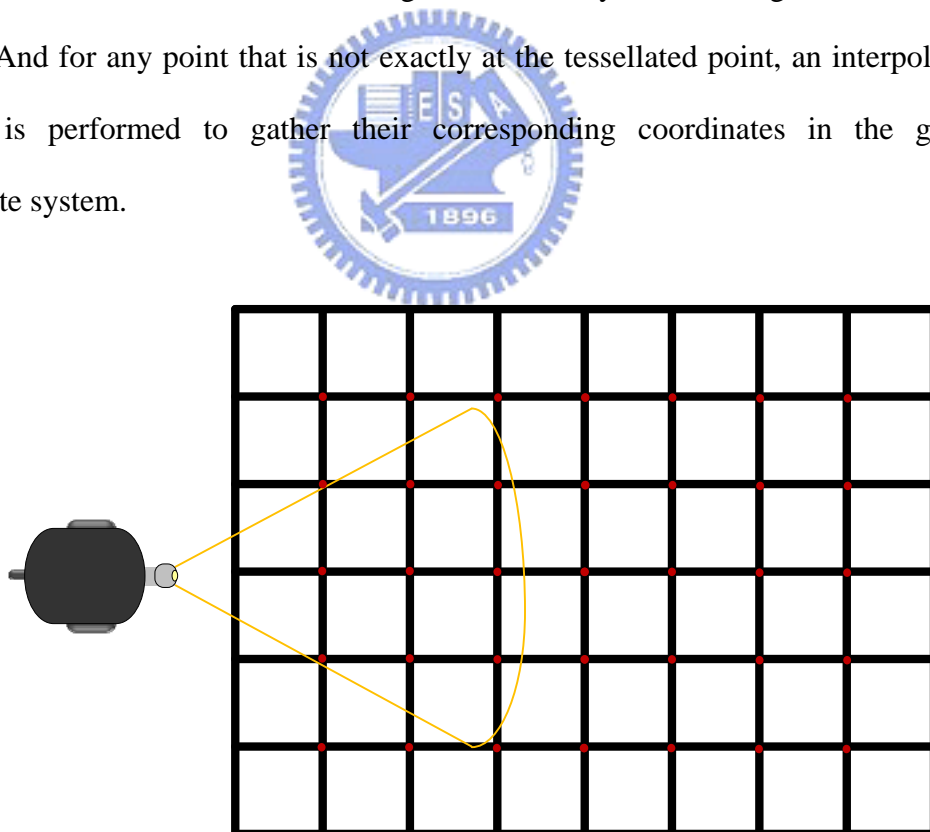 And for any point that is not exactly at the tessellated point, an interpol
is performed to gather their corresponding coordinates in the g
te system.
E S A
1896